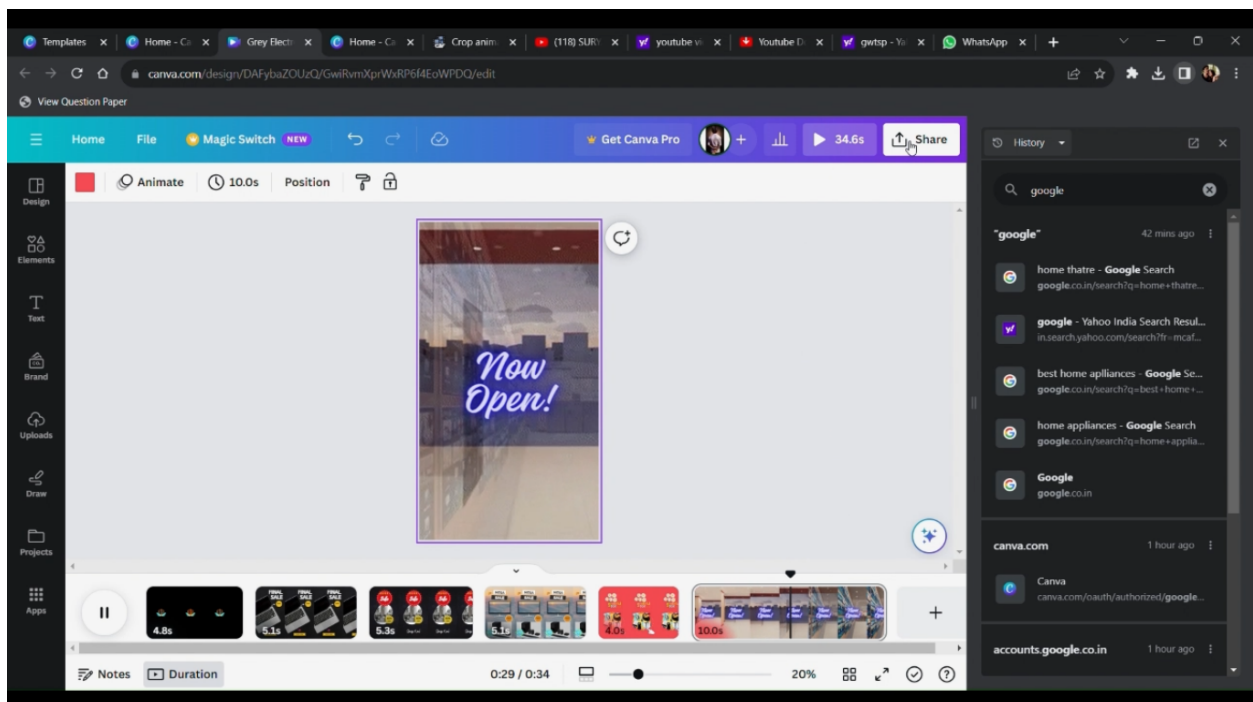 Templates
Home - Ca
Grey Electr
Home - Ca
Crop anim
(118) SURY
youtube vi
Youtube D
gwtsp - Ya
WhatsApp
canva.com/design/DAFybaZOUzQ/GwiRvmXprWxRP6f4EoWPDQ/edit
View Question Paper
Home
File
Magic Switch NEW
Get Canva Pro
34.6s
Share
History
Animate
10.0s
Position
google
Design
Elements
Text
Brand
Uploads
Draw
Projects
Apps
Now
Open!
"google" 42 mins ago
home thatre - Google Search
google.co.in/search?q=home+thatre...
google - Yahoo India Search Resul...
in.search.yahoo.com/search?fr=mcaf...
best home aplliances - Google Se...
google.co.in/search?q=best+home+...
home appliances - Google Search
google.co.in/search?q=home+applia...
Google
google.co.in
canva.com 1 hour ago
Canva
canva.com/oauth/authorized/google...
accounts.google.co.in 1 hour ago
4.8s
FINAL SALE
5.1s
5.3s
5.1s
4.0s
10.0s
Notes
Duration
0:29 / 0:34
20%